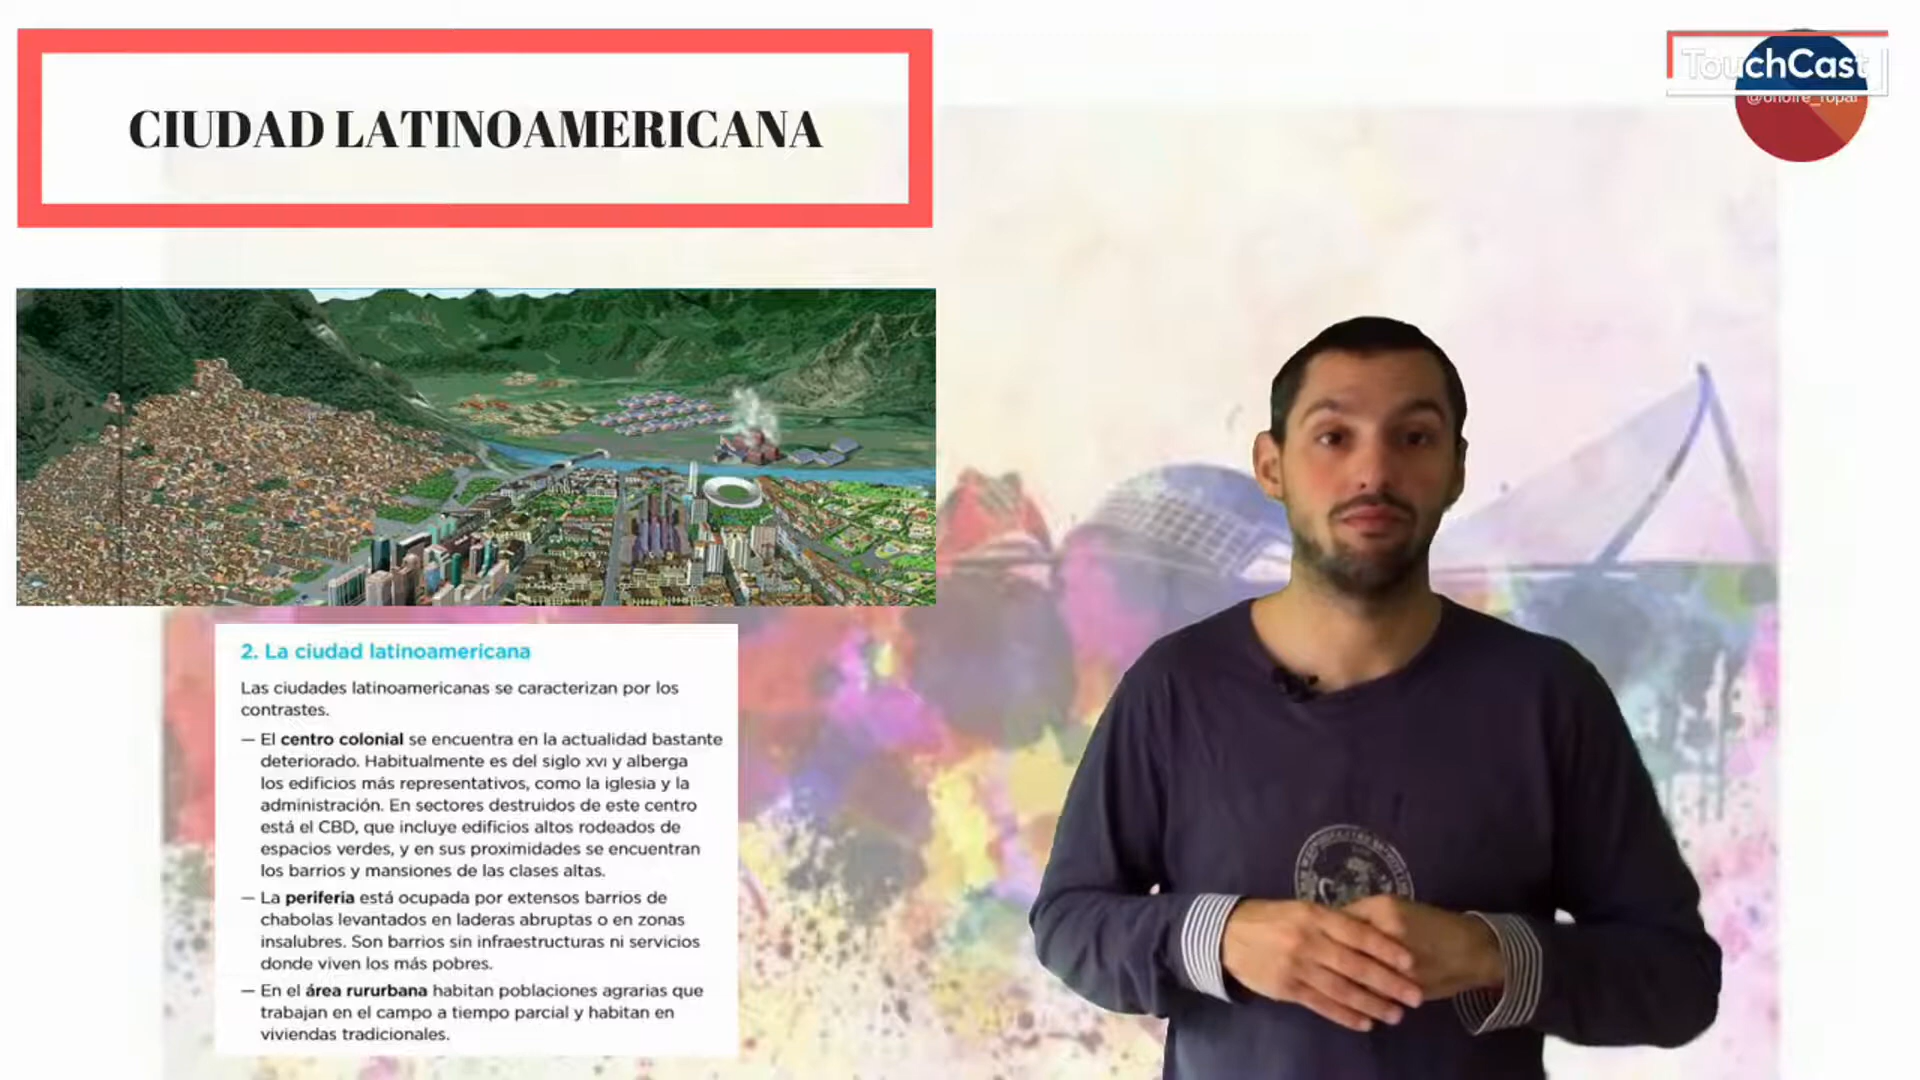 CIUDAD LATINOAMERICANA
TouchCast
2. La ciudad latinoamericana
Las ciudades latinoamericanas se caracterizan por los
contrastes.
— El centro colonial se encuentra en la actualidad bastante
deteriorado. Habitualmente es del siglo XVI y alberga
los edificios más representativos, como la iglesia y la
administración. En sectores destruidos de este centro
está el CBD, que incluye edificios altos rodeados de
espacios verdes, y en sus proximidades se encuentran
los barrios y mansiones de las clases altas.
— La periferia está ocupada por extensos barrios de
chabolas levantados en laderas abruptas o en zonas
insalubres. Son barrios sin infraestructuras ni servicios
donde viven los más pobres.
— En el área rururbana habitan poblaciones agrarias que
trabajan en el campo a tiempo parcial y habitan en
viviendas tradicionales.